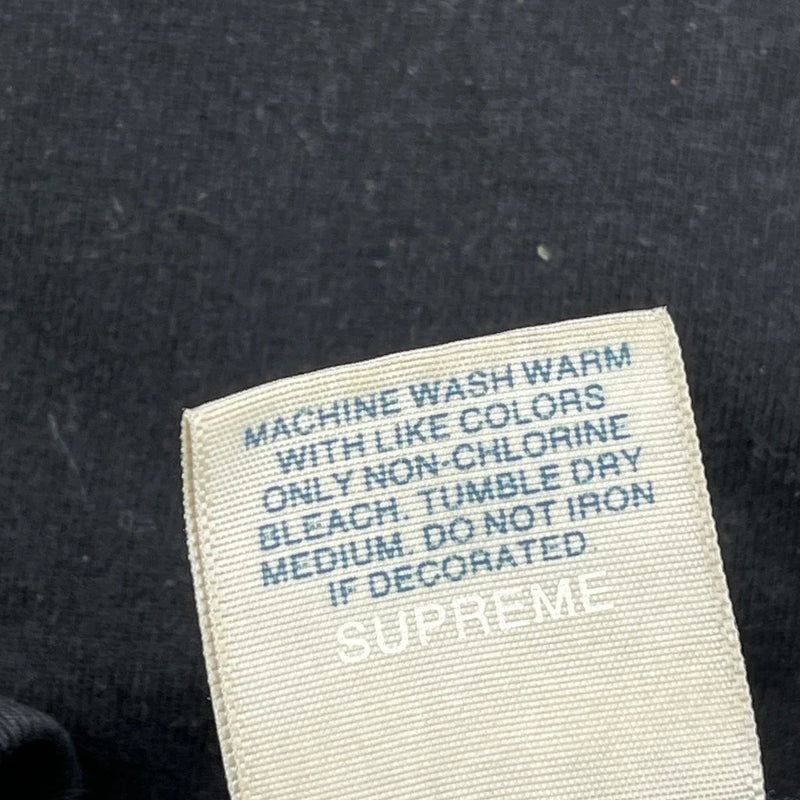 MACHINE WASH WARM
WITH LIKE COLORS
ONLY NON-CHLORINE
BLEACH. TUMBLE DRY
MEDIUM. DO NOT IRON
IF DECORATED.
SUPREME